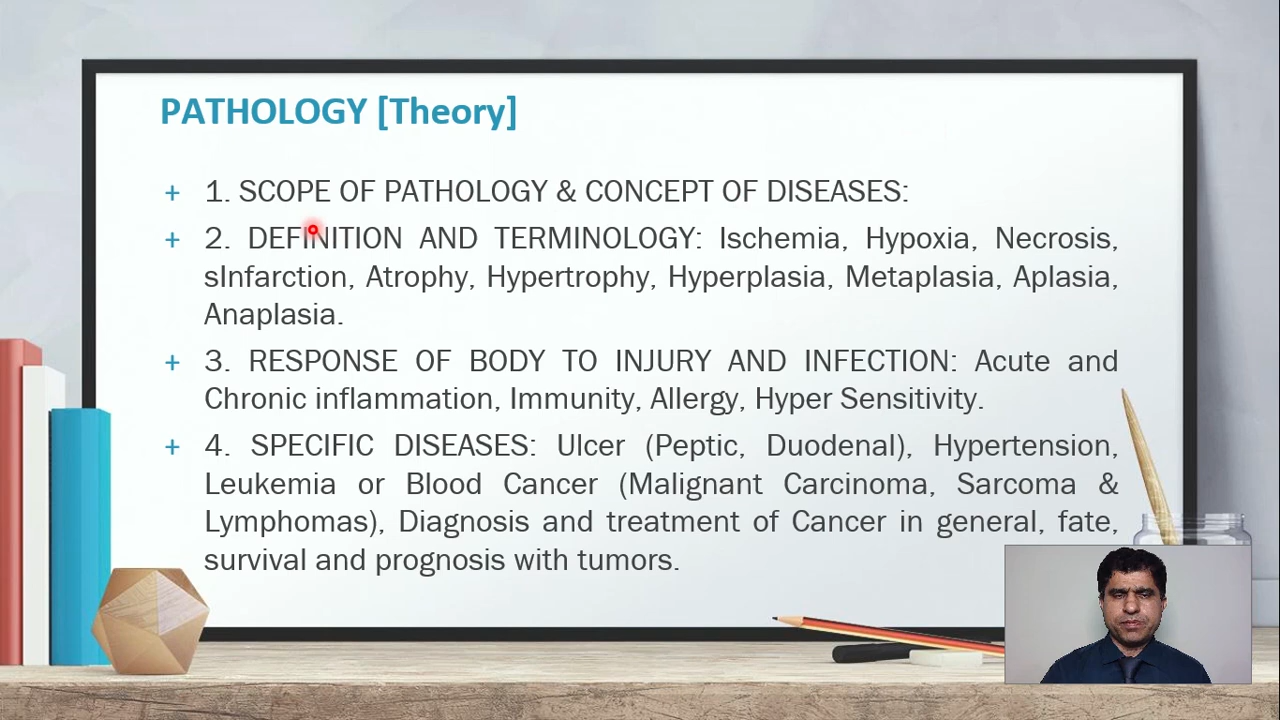 PATHOLOGY [Theory]
+ 1. SCOPE OF PATHOLOGY & CONCEPT OF DISEASES:
+ 2. DEFINITION AND TERMINOLOGY: Ischemia, Hypoxia, Necrosis,
sInfarction, Atrophy, Hypertrophy, Hyperplasia, Metaplasia, Aplasia,
Anaplasia.
+ 3. RESPONSE OF BODY TO INJURY AND INFECTION: Acute and
Chronic inflammation, Immunity, Allergy, Hyper Sensitivity.
+ 4. SPECIFIC DISEASES: Ulcer (Peptic, Duodenal), Hypertension,
Leukemia or Blood Cancer (Malignant Carcinoma, Sarcoma &
Lymphomas), Diagnosis and treatment of Cancer in general, fate,
survival and prognosis with tumors.